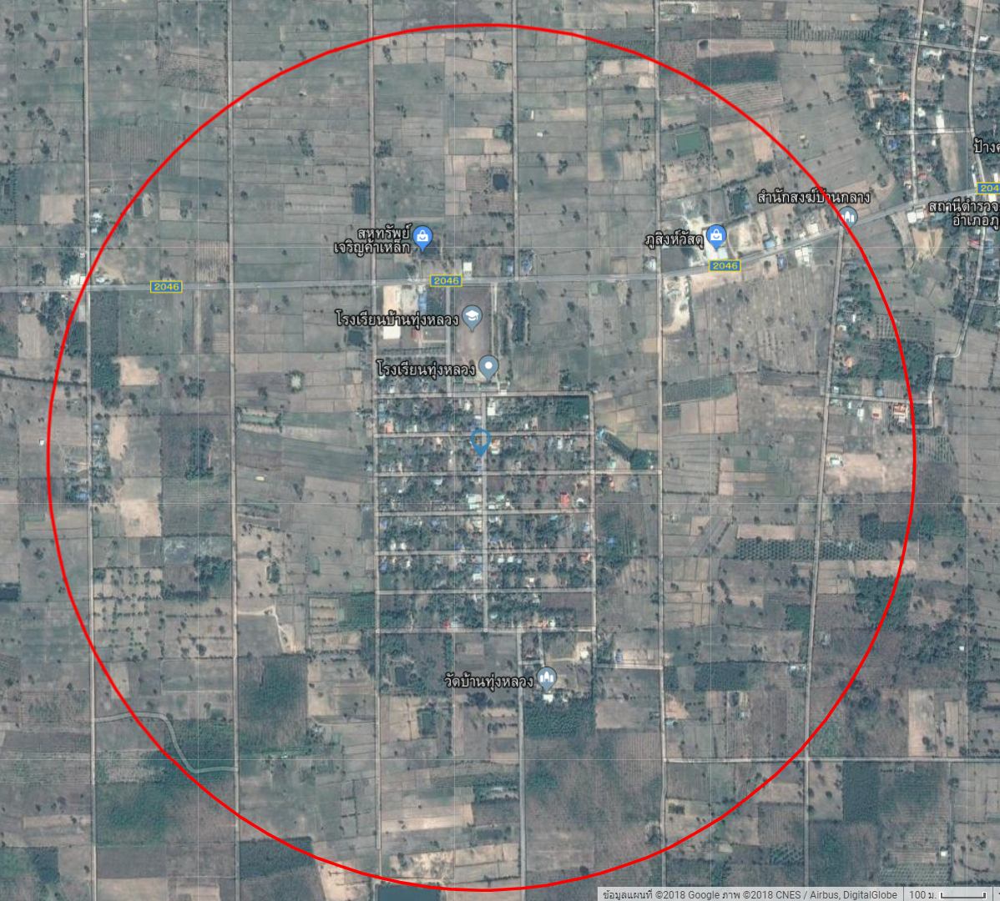 ป้างค
204
สำนักสงฆ์บ้านกลาง
สถานีตำรวจ
อำเภอภู
สหทรัพย์
เจริญค้าเหล็ก
ภูสิงห์วัสดุ
2046
2046
2046
โรงเรียนบ้านทุ่งหลวง
โรงเรียนทุ่งหลวง
วัดบ้านทุ่งหลวง
ข้อมูลแผนที่ ©2018 Google ภาพ ©2018 CNES / Airbus, DigitalGlobe
100 ม.